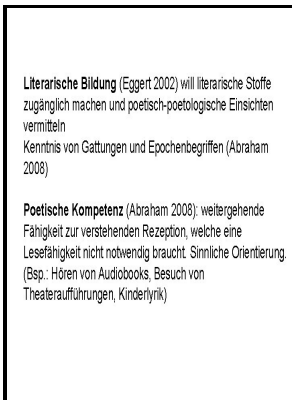 Literarische Bildung (Eggert 2002) will literarische Stoffe
zugänglich machen und poetisch-poetologische Einsichten
vermitteln
Kenntnis von Gattungen und Epochenbegriffen (Abraham
2008)
Poetische Kompetenz (Abraham 2008): weitergehende
Fähigkeit zur verstehenden Rezeption, welche eine
Lesefähigkeit nicht notwendig braucht. Sinnliche Orientierung.
(Bsp.: Hören von Audiobooks, Besuch von
Theateraufführungen, Kinderlyrik)